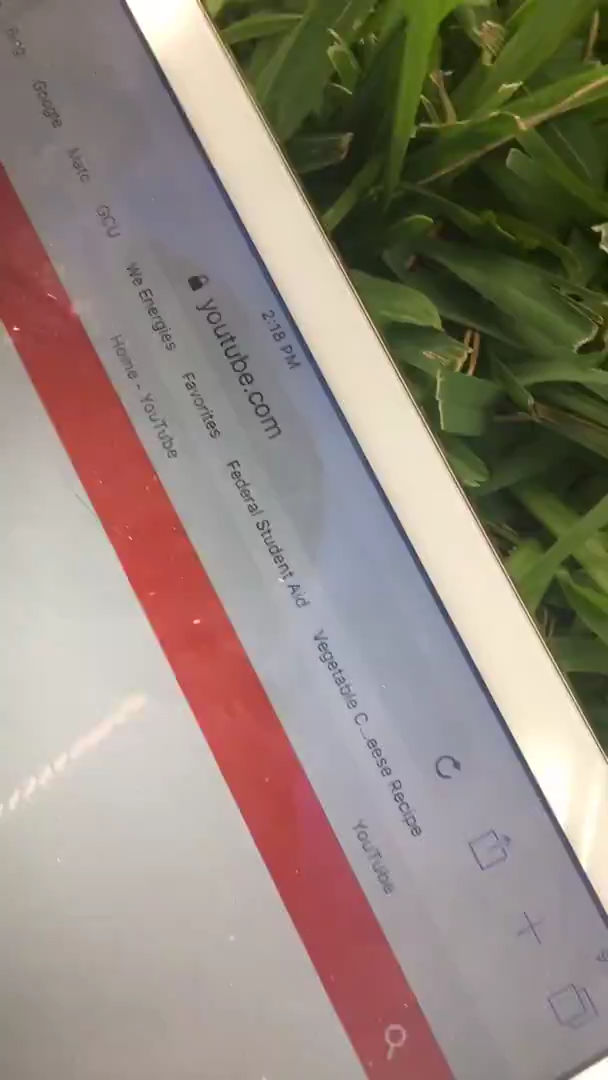 2:18 PM
youtube.com
Google Matc GCU We Energies Favorites Federal Student Aid Vegetable C...eese Recipe YouTube
Home - YouTube